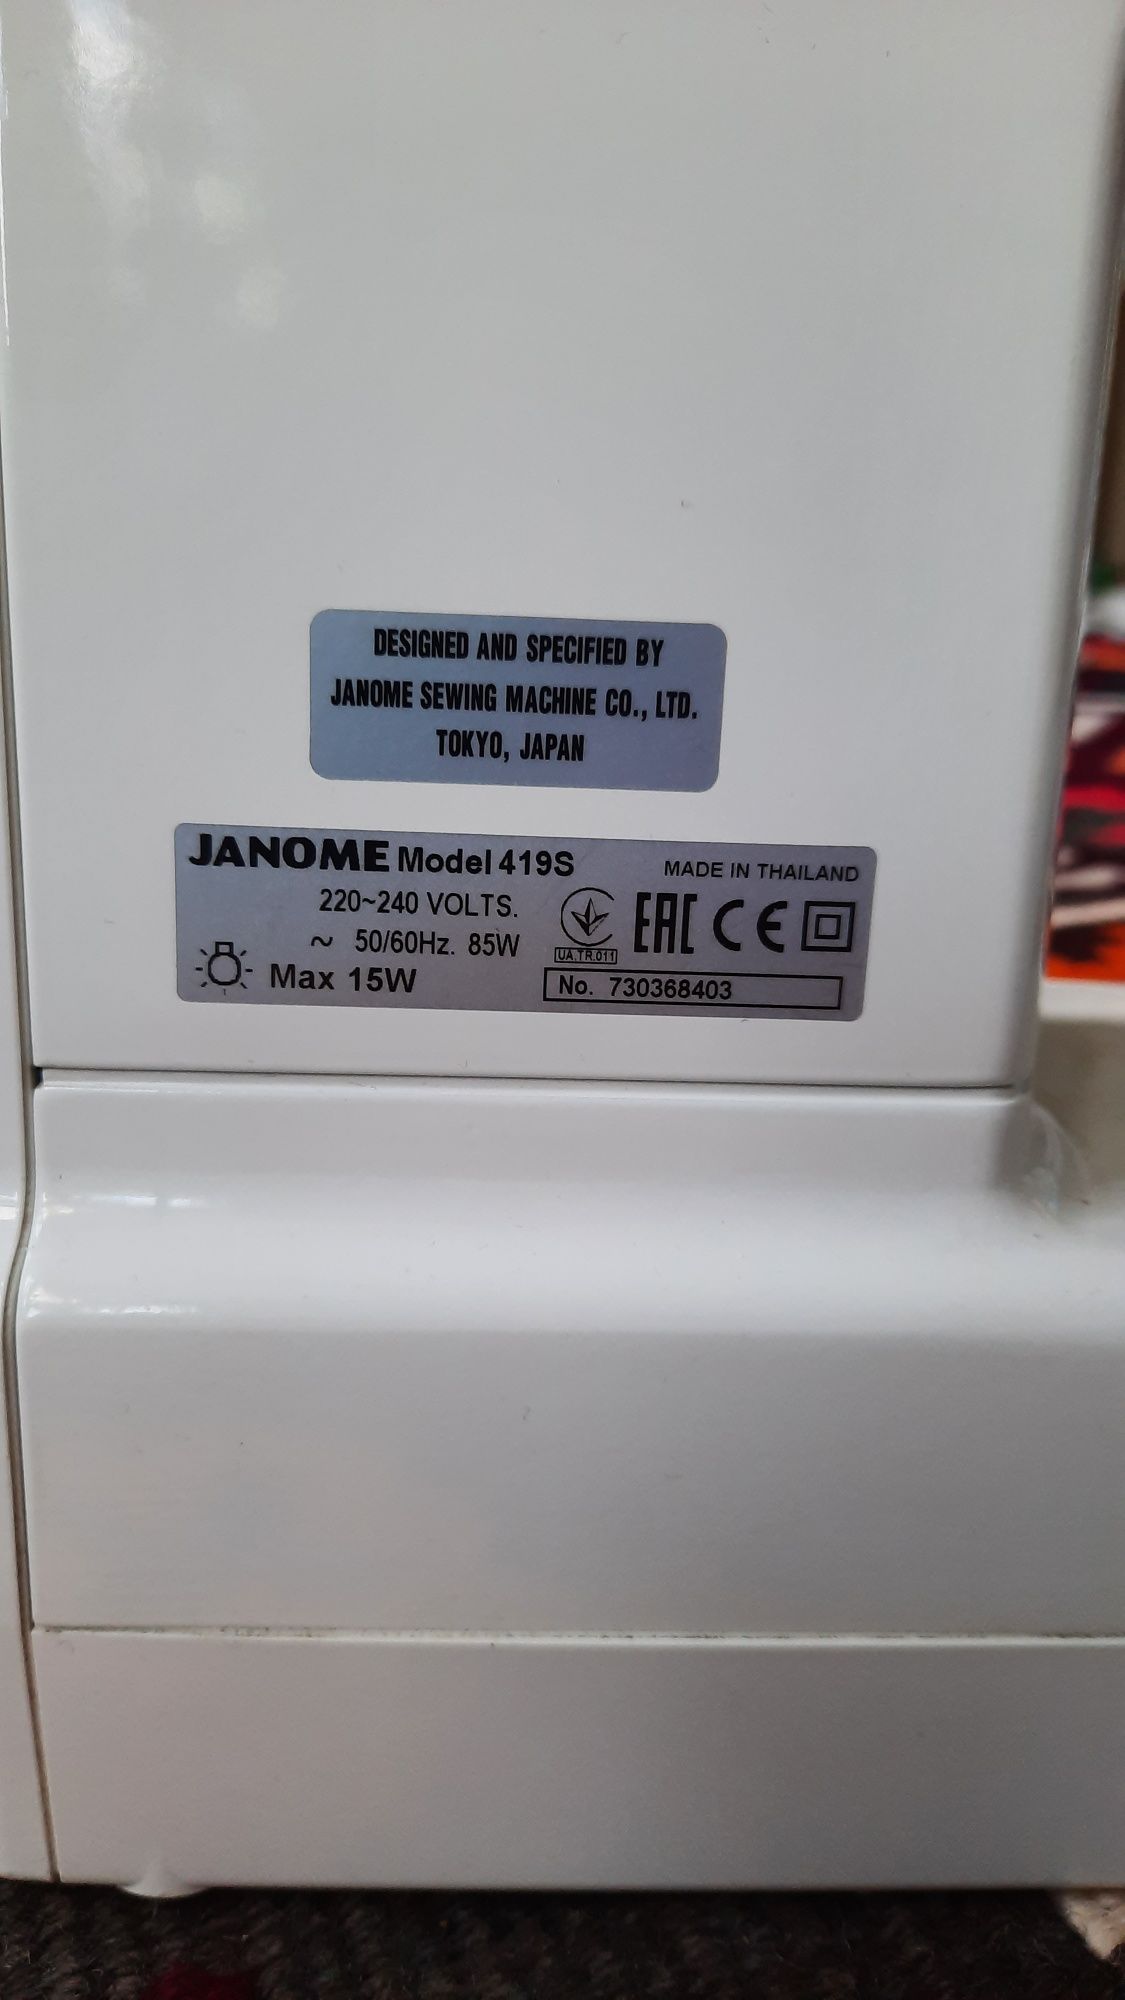 DESIGNED AND SPECIFIED BY
JANOME SEWING MACHINE CO., LTD.
TOKYO, JAPAN
JANOME Model 419S
MADE IN THAILAND
220~240 VOLTS.
~ 50/60Hz. 85W
Max 15W
UA.TR.011
EAC CE
No. 730368403